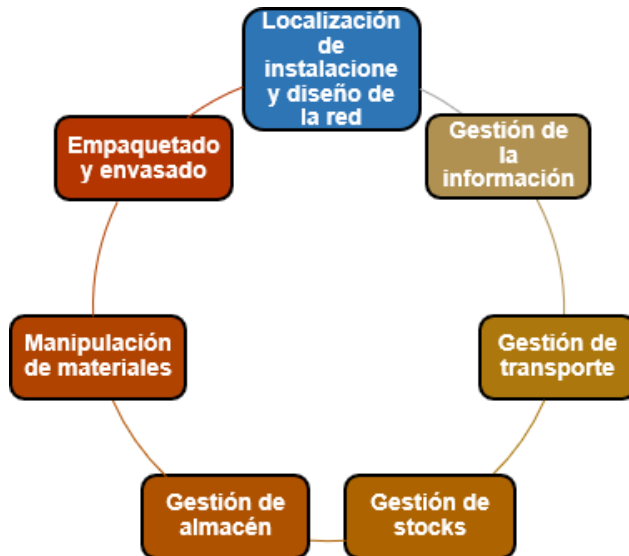 Localización
de
instalacione
y diseño de
la red
Gestión de
la
información
Gestión de
transporte
Gestión de
stocks
Gestión de
almacén
Manipulación
de materiales
Empaquetado
y envasado